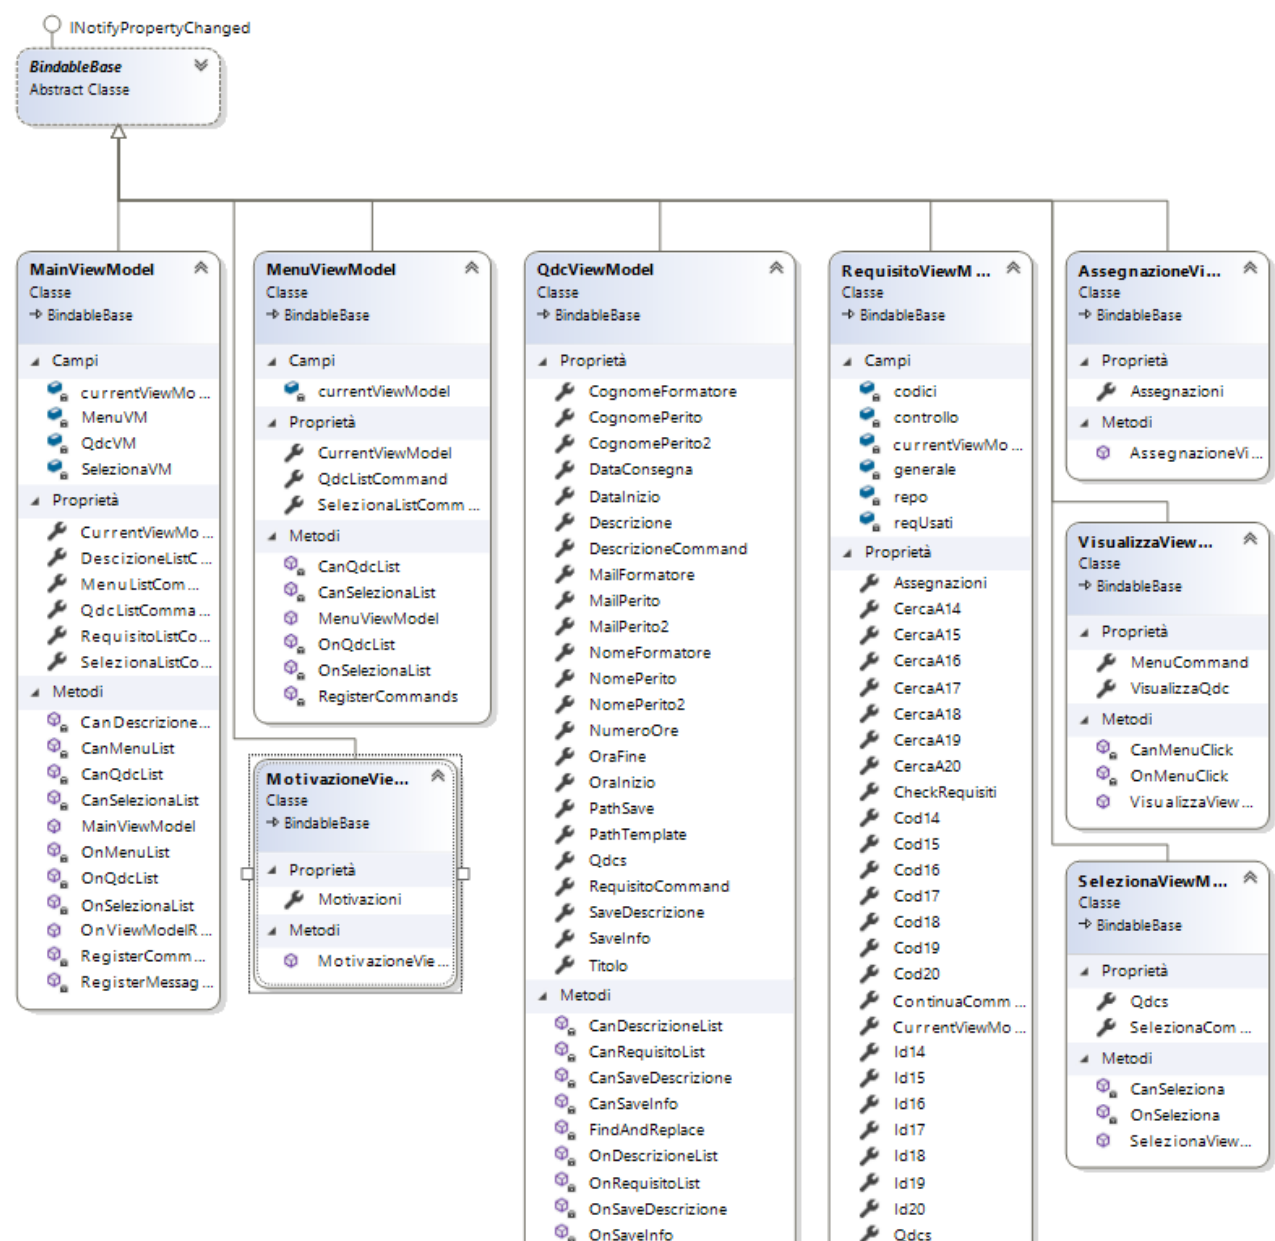 INotifyPropertyChanged
BindableBase
Abstract Classe
MainViewModel
Classe
BindableBase
Campi
currentViewMo...
MenuVM
QdcVM
SelezionaVM
Proprietà
CurrentViewMo...
DescizioneListC...
MenuListCom...
QdcListComma...
RequisitoListCo...
SelezionaListCo...
Metodi
CanDescrizione...
CanMenuList
CanQdcList
CanSelezionaList
MainViewModel
OnMenuList
OnQdcList
OnSelezionaList
OnViewModelR...
RegisterComm...
RegisterMessag...
MenuViewModel
Classe
BindableBase
Campi
currentViewModel
Proprietà
CurrentViewModel
QdcListCommand
SelezionaListComm...
Metodi
CanQdcList
CanSelezionaList
MenuViewModel
OnQdcList
OnSelezionaList
RegisterCommands
MotivazioneVie...
Classe
BindableBase
Proprietà
Motivazioni
Metodi
MotivazioneVie...
QdcViewModel
Classe
BindableBase
Proprietà
CognomeFormatore
CognomePerito
CognomePerito2
DataConsegna
DataInizio
Descrizione
DescrizioneCommand
MailFormatore
MailPerito
MailPerito2
NomeFormatore
NomePerito
NomePerito2
NumeroOre
OraFine
OraInizio
PathSave
PathTemplate
Qdcs
RequisitoCommand
SaveDescrizione
SaveInfo
Titolo
Metodi
CanDescrizioneList
CanRequisitoList
CanSaveDescrizione
CanSaveInfo
FindAndReplace
OnDescrizioneList
OnRequisitoList
OnSaveDescrizione
OnSaveInfo
RequisitoViewM...
Classe
BindableBase
Campi
codici
controllo
currentViewMo...
generale
repo
reqUsati
Proprietà
Assegnazioni
CercaA14
CercaA15
CercaA16
CercaA17
CercaA18
CercaA19
CercaA20
CheckRequisiti
Cod14
Cod15
Cod16
Cod17
Cod18
Cod19
Cod20
ContinuaComm...
CurrentViewMo...
Id14
Id15
Id16
Id17
Id18
Id19
Id20
Qdcs
AssegnazioneVi...
Classe
BindableBase
Proprietà
Assegnazioni
Metodi
AssegnazioneVi...
VisualizzaView...
Classe
BindableBase
Proprietà
MenuCommand
VisualizzaQdc
Metodi
CanMenuClick
OnMenuClick
VisualizzaView...
SelezionaViewM...
Classe
BindableBase
Proprietà
Qdcs
SelezionaCom...
Metodi
CanSeleziona
OnSeleziona
SelezionaView...